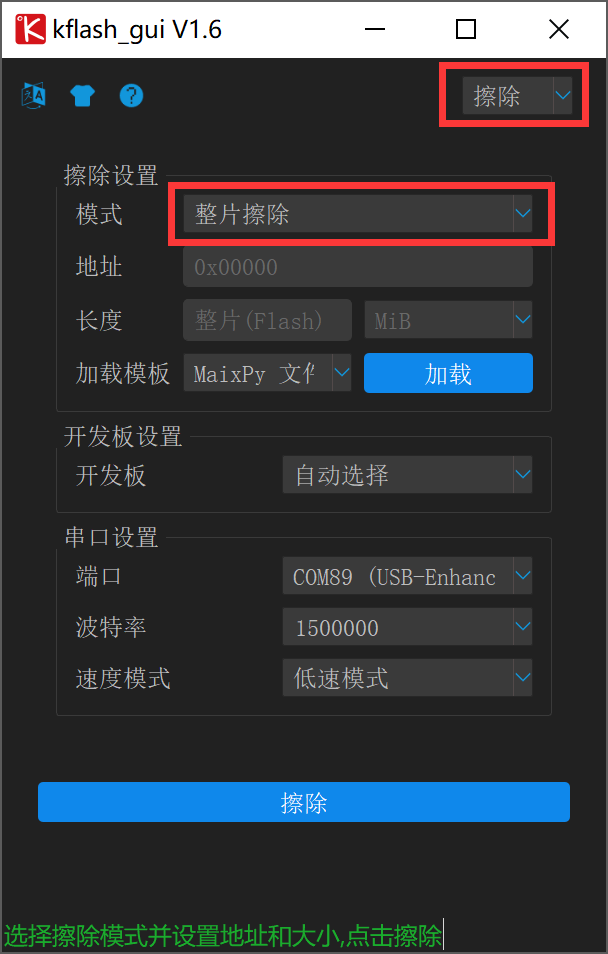 kflash_gui V1.6
擦除
擦除设置
模式 整片擦除
地址 0x00000
长度 整片(Flash) MiB
加载模板 MaixPy 文件 加载
开发板设置
开发板 自动选择
串口设置
端口 COM89 (USB-Enhanc
波特率 1500000
速度模式 低速模式
擦除
选择擦除模式并设置地址和大小,点击擦除